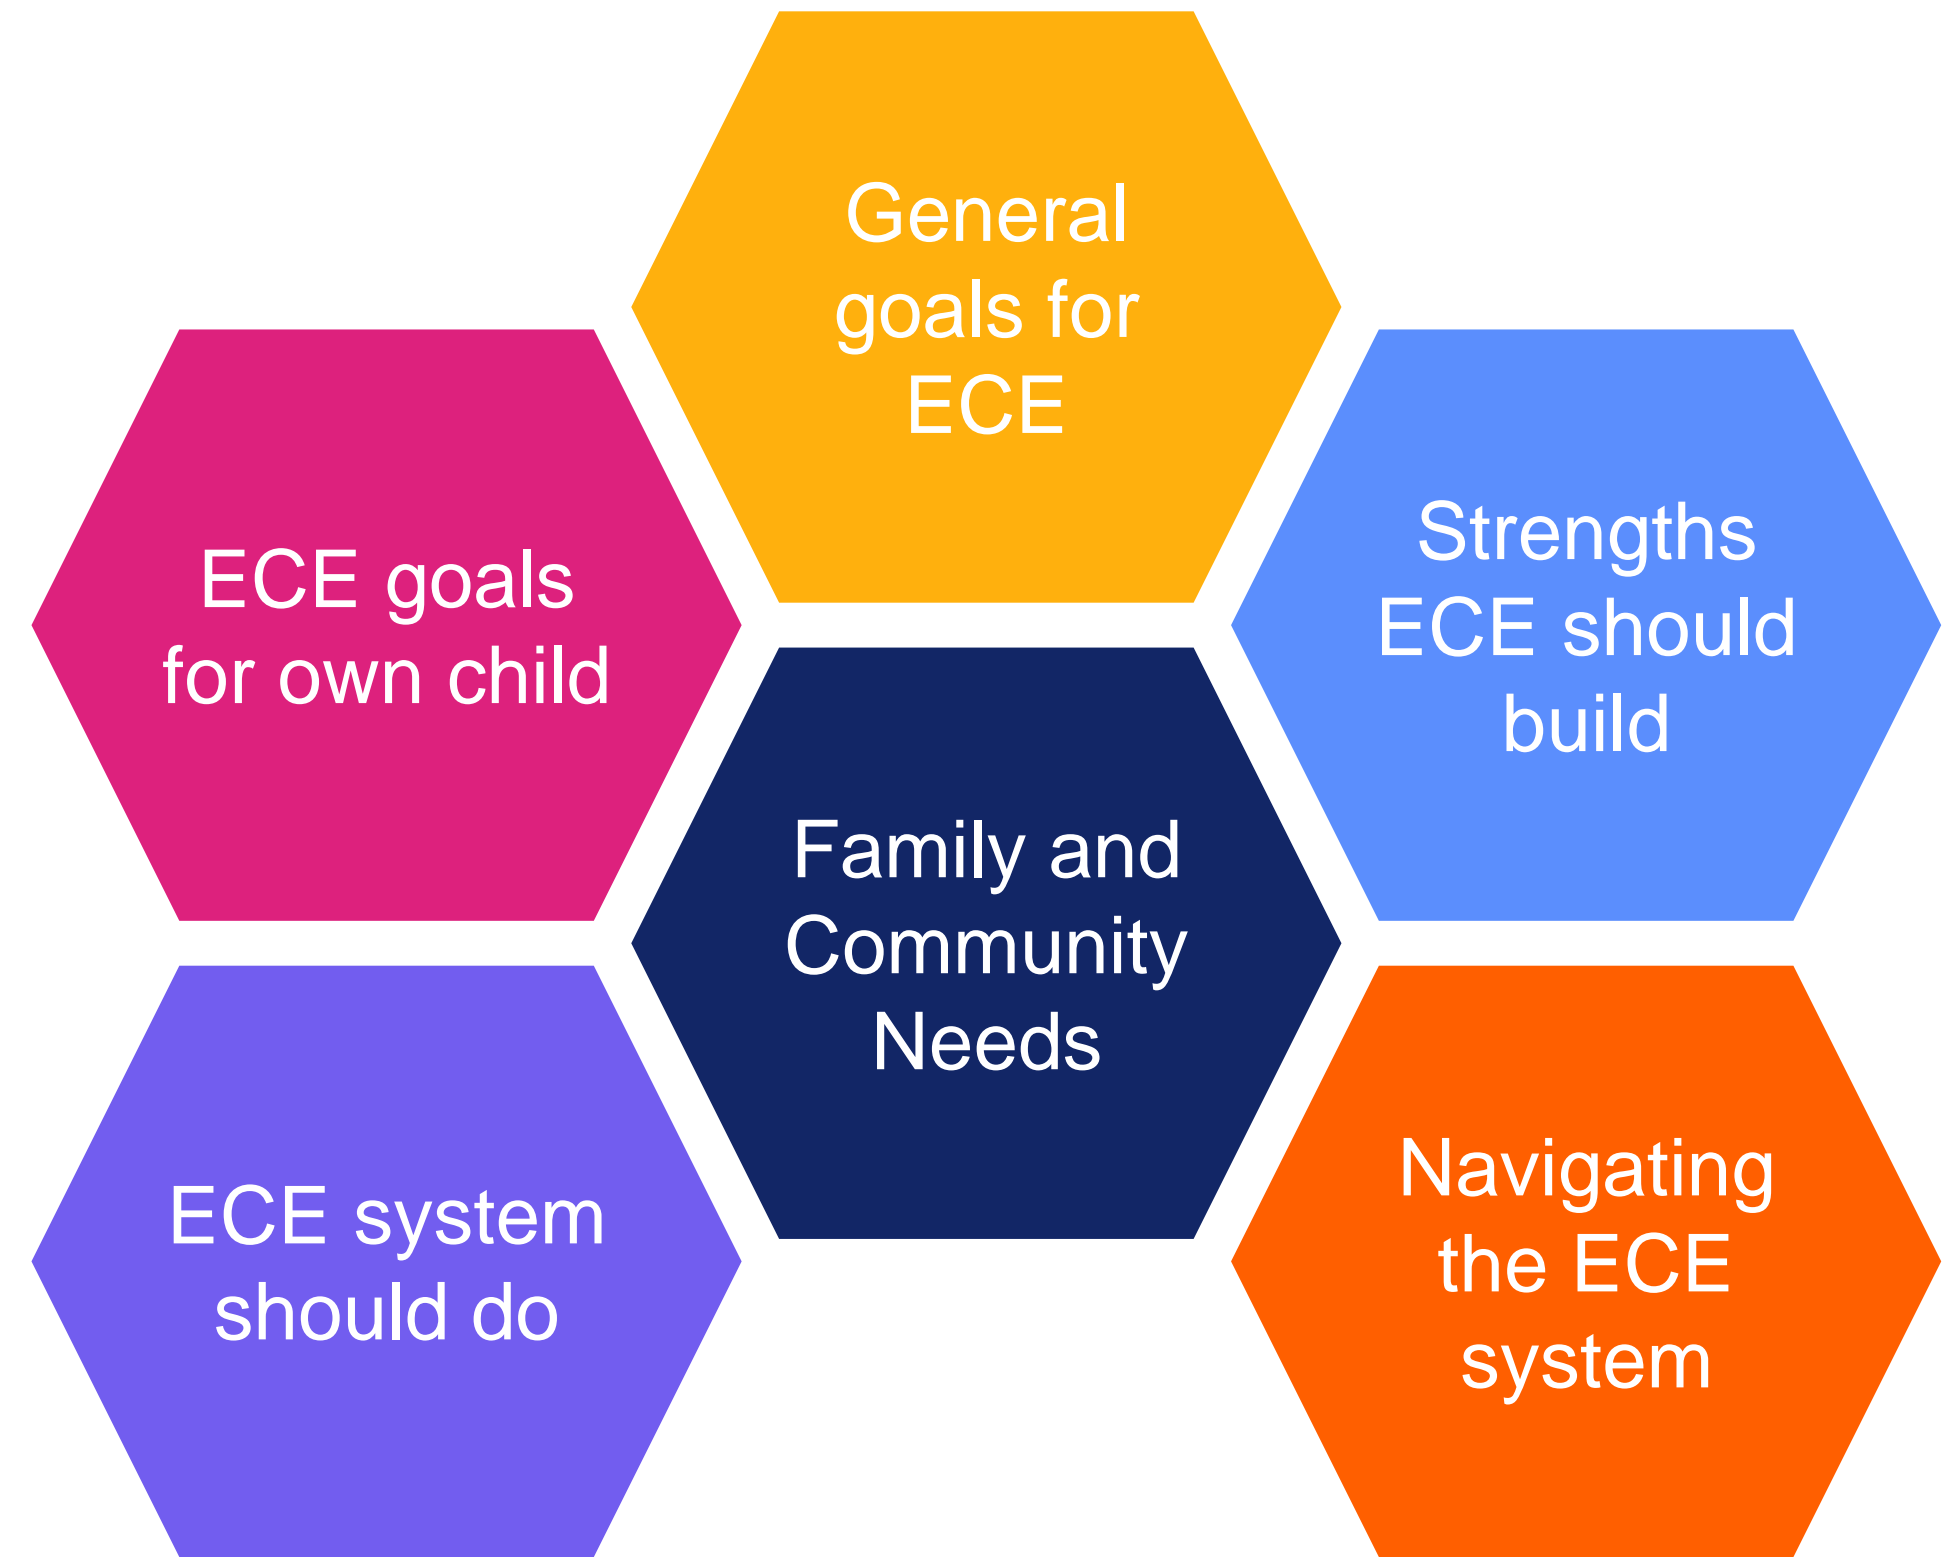 General
goals for
ECE
ECE goals
for own child
Strengths
ECE should
build
Family and
Community
Needs
ECE system
should do
Navigating
the ECE
system